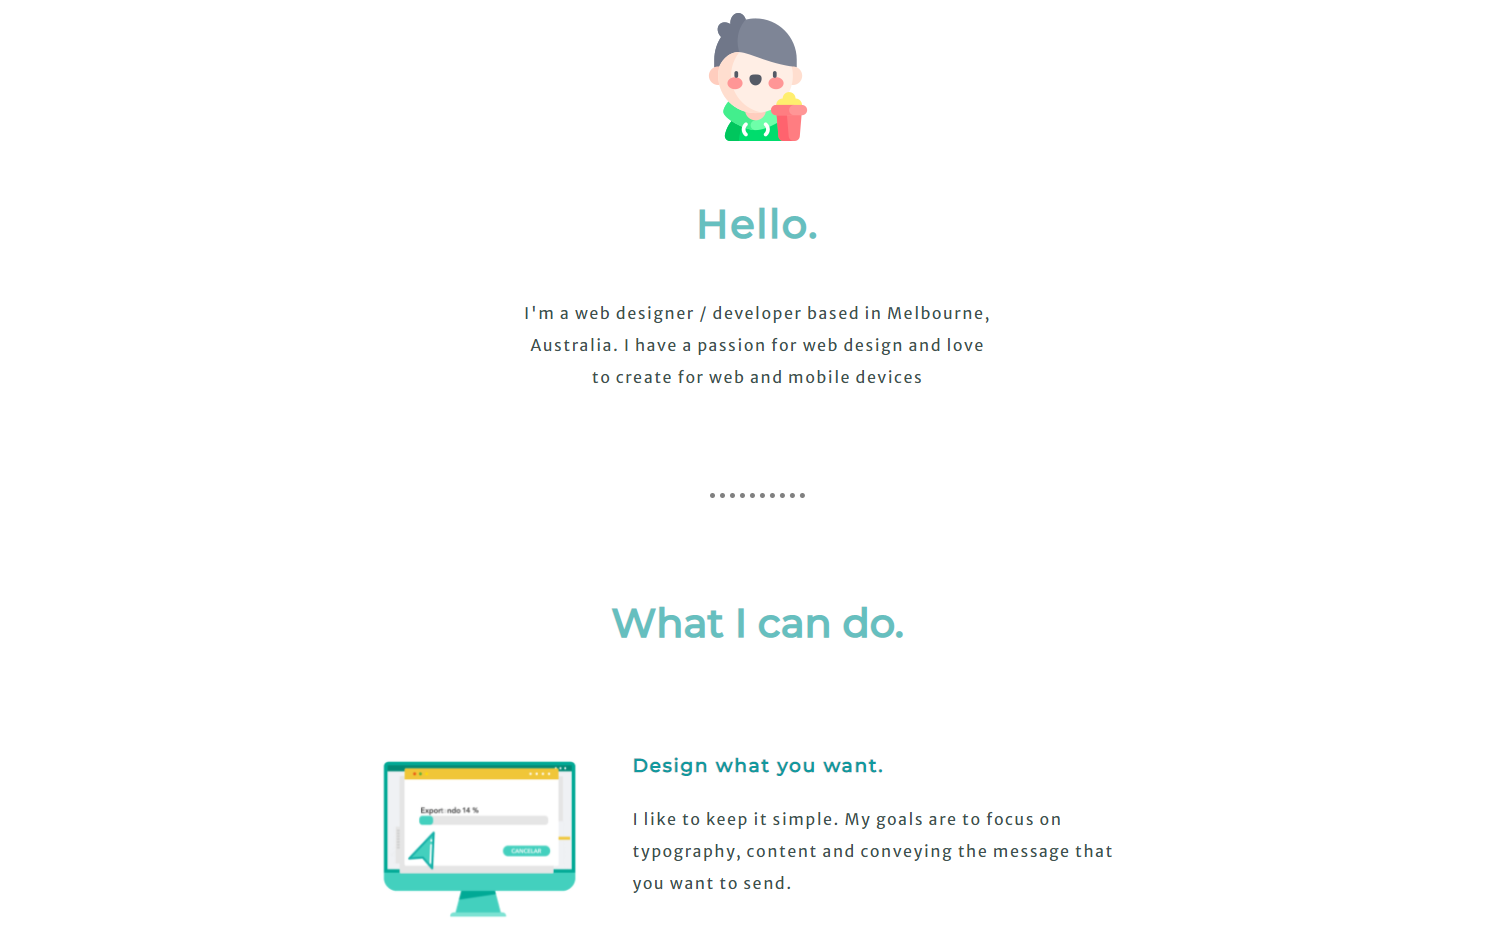 Hello.
I'm a web designer / developer based in Melbourne,
Australia. I have a passion for web design and love
to create for web and mobile devices
What I can do.
Design what you want.
I like to keep it simple. My goals are to focus on
typography, content and conveying the message that
you want to send.
Export:ndo 14 %
CANCELAR